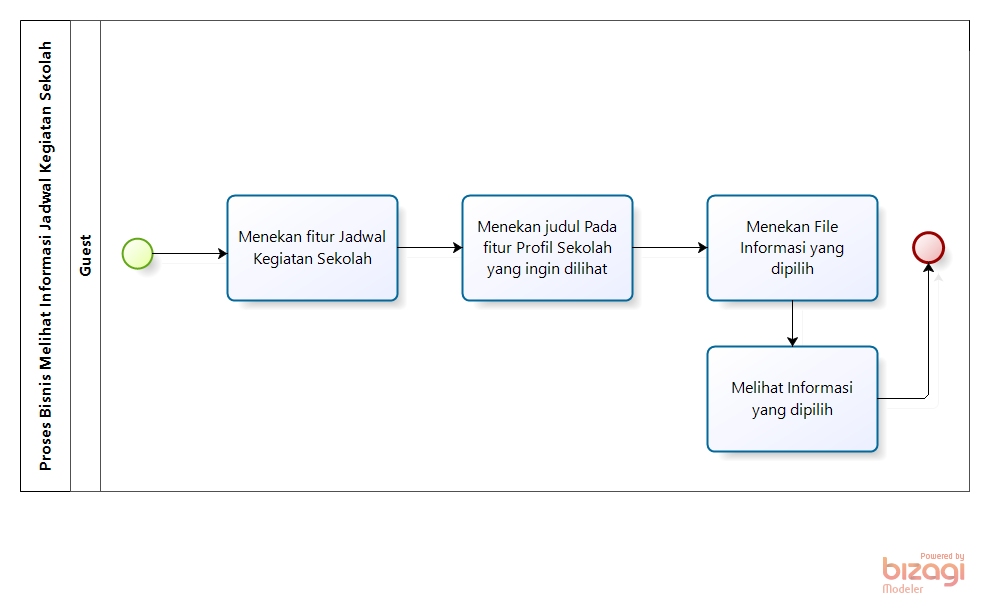 Proses Bisnis Melihat Informasi Jadwal Kegiatan Sekolah
Guest
Menekan fitur Jadwal
Kegiatan Sekolah
Menekan judul Pada
fitur Profil Sekolah
yang ingin dilihat
Menekan File
Informasi yang
dipilih
Melihat Informasi
yang dipilih
Powered by
bizagi
Modeler